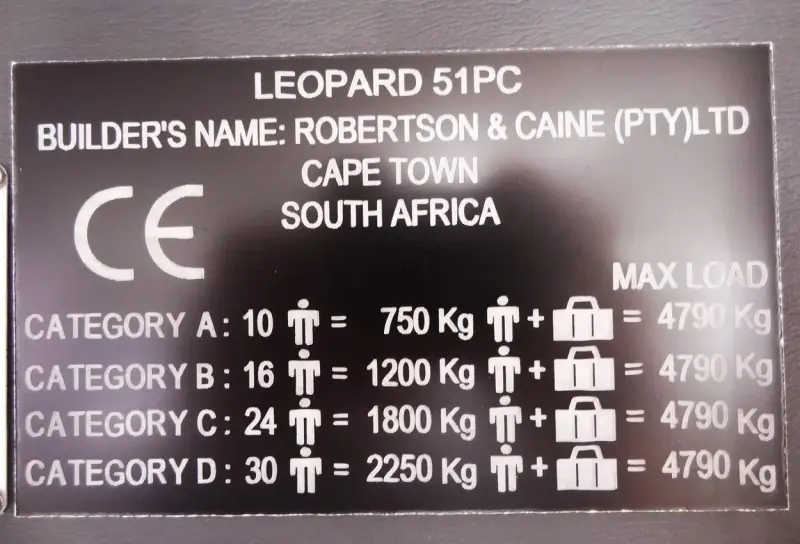 LEOPARD 51PC
BUILDER'S NAME: ROBERTSON & CAINE (PTY)LTD
CAPE TOWN
SOUTH AFRICA
CE
MAX LOAD
CATEGORY A: 10 = 750 Kg + = 4790 Kg
CATEGORY B: 16 = 1200 Kg + = 4790 Kg
CATEGORY C: 24 = 1800 Kg + = 4790 Kg
CATEGORY D: 30 = 2250 Kg + = 4790 Kg